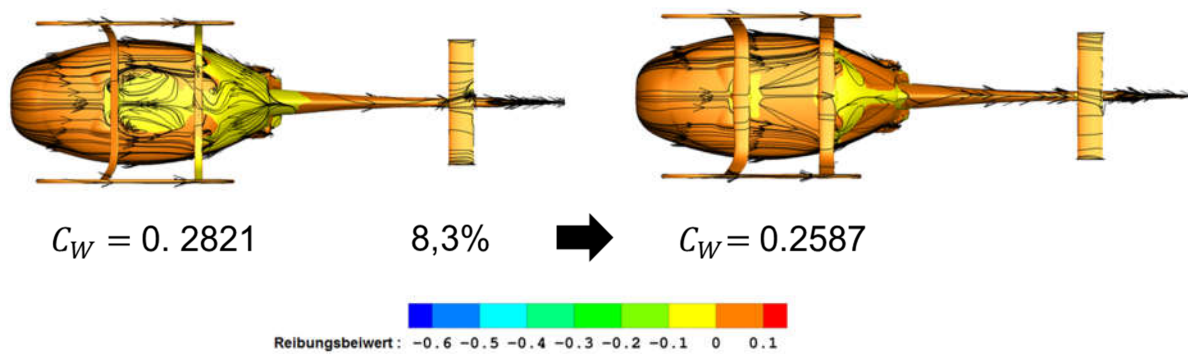 C_W = 0. 2821 8,3% C_W = 0.2587
Reibungsbeiwert : -0.6 -0.5 -0.4 -0.3 -0.2 -0.1 0 0.1